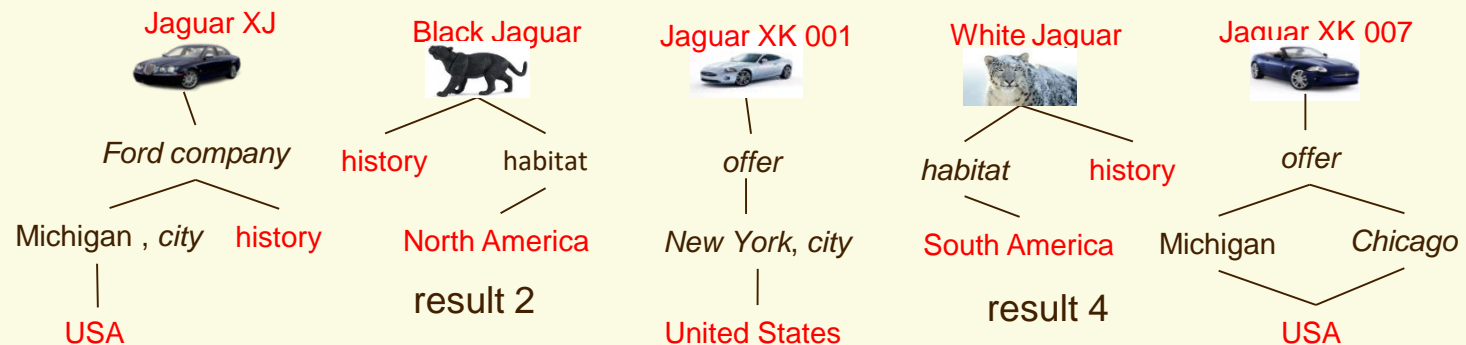 Jaguar XJ
Black Jaguar
Jaguar XK 001
White Jaguar
Jaguar XK 007
Ford company
history
habitat
offer
habitat
history
offer
Michigan , city
history
North America
New York, city
South America
Michigan
Chicago
result 2
result 4
USA
United States
USA